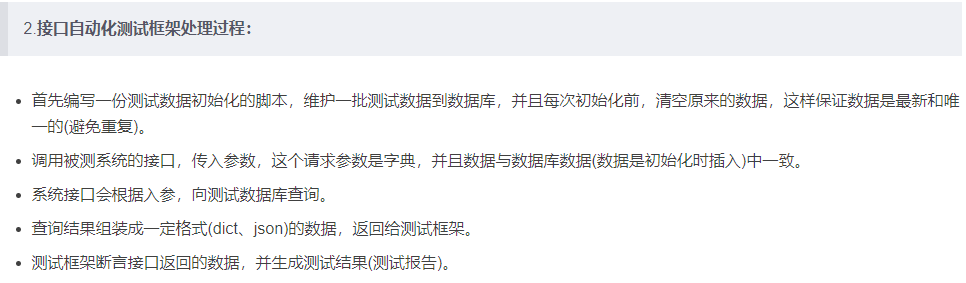 2.接口自动化测试框架处理过程：
首先编写一份测试数据初始化的脚本，维护一批测试数据到数据库，并且每次初始化前，清空原来的数据，这样保证数据是最新和唯
一的(避免重复)。
调用被测系统的接口，传入参数，这个请求参数是字典，并且数据与数据库数据(数据是初始化时插入)中一致。
系统接口会根据入参，向测试数据库查询。
查询结果组装成一定格式(dict、json)的数据，返回给测试框架。
测试框架断言接口返回的数据，并生成测试结果(测试报告)。